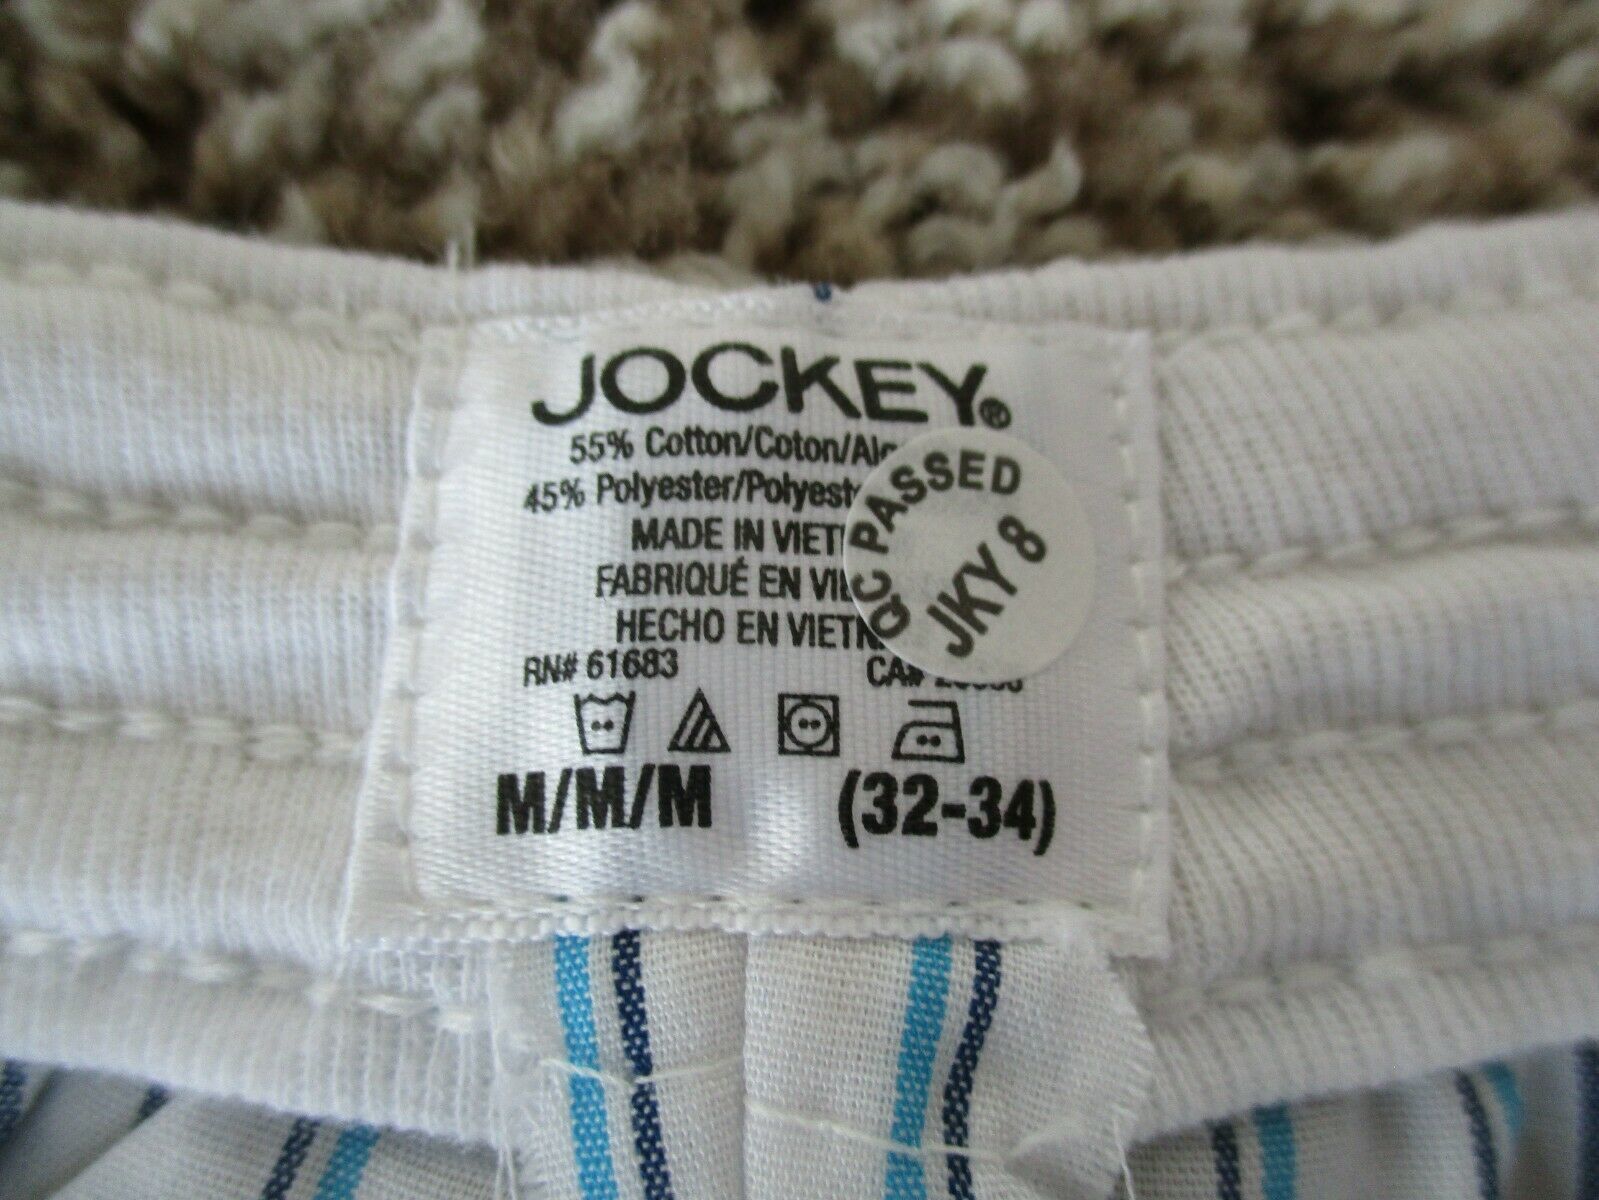 JOCKEY®
55% Cotton/Coton/Al
45% Polyester/Polyest
MADE IN VIET
FABRIQUÉ EN VI
HECHO EN VIETN
RN# 61683 CA#
M/M/M (32-34)
QC PASSED
JKY 8